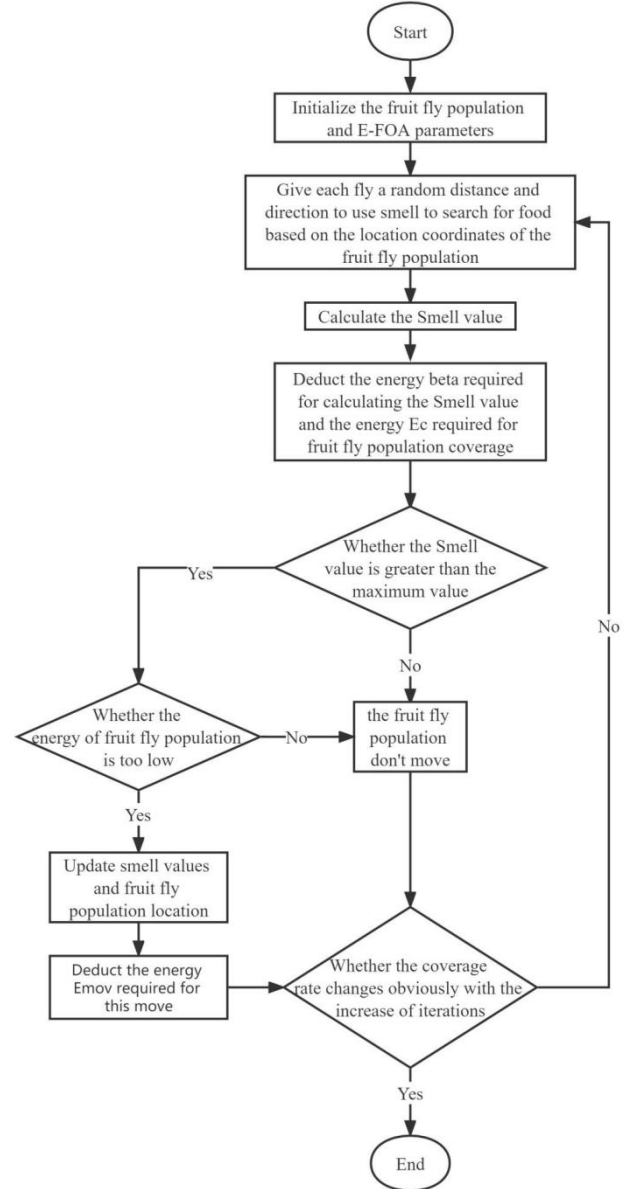 Start
Initialize the fruit fly population
and E-FOA parameters
Give each fly a random distance and
direction to use smell to search for food
based on the location coordinates of the
fruit fly population
Calculate the Smell value
Deduct the energy beta required
for calculating the Smell value
and the energy Ec required for
fruit fly population coverage
Whether the Smell
value is greater than the
maximum value
Yes
No
No
Whether the
energy of fruit fly population
is too low
No
the fruit fly
population
don't move
Yes
Update smell values
and fruit fly
population location
Deduct the energy
Emov required for
this move
Whether the coverage
rate changes obviously with the
increase of iterations
Yes
End